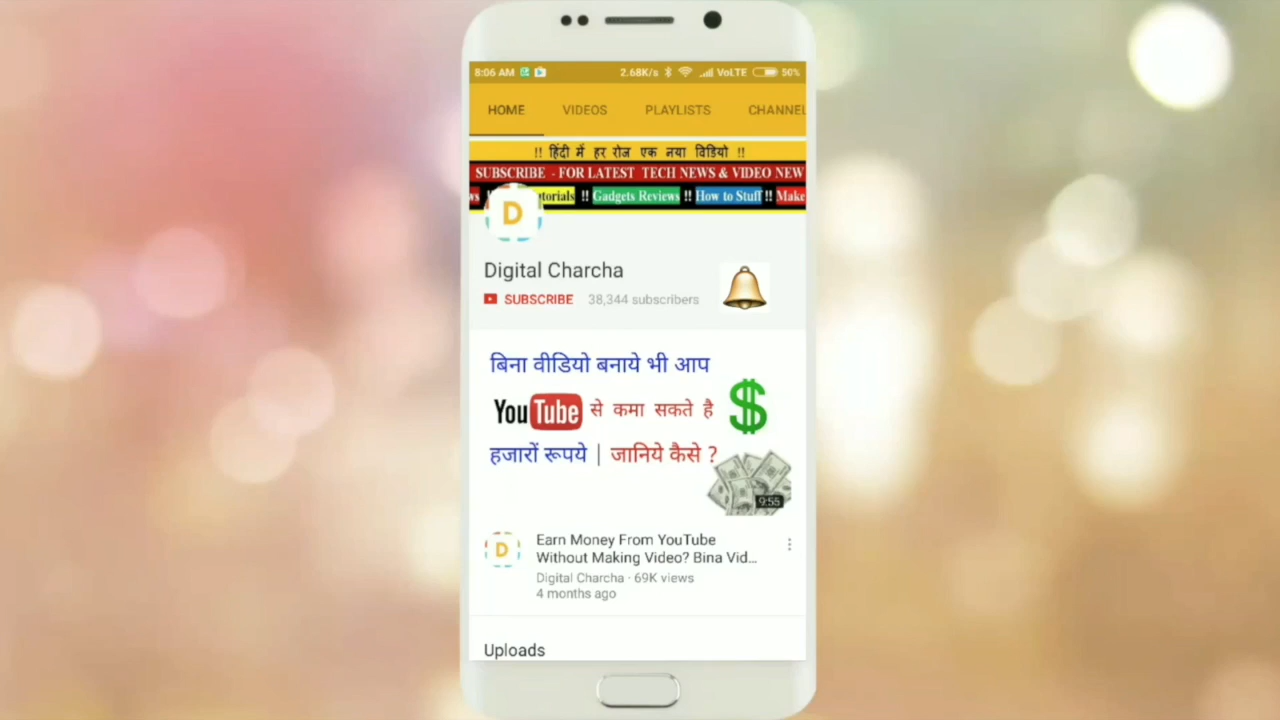 8:06 AM 2.68K/s VoLTE 50%
HOME VIDEOS PLAYLISTS CHANNEL
!! हिंदी में हर रोज एक नया विडियो !!
SUBSCRIBE - FOR LATEST TECH NEWS & VIDEO NEW
ws !! torials !! Gadgets Reviews !! How to Stuff !! Make
D
Digital Charcha
SUBSCRIBE 38,344 subscribers
बिना वीडियो बनाये भी आप
YouTube से कमा सकते है $
हजारों रूपये | जानिये कैसे ?
9:55
D Earn Money From YouTube
Without Making Video? Bina Vid...
Digital Charcha · 69K views
4 months ago
Uploads